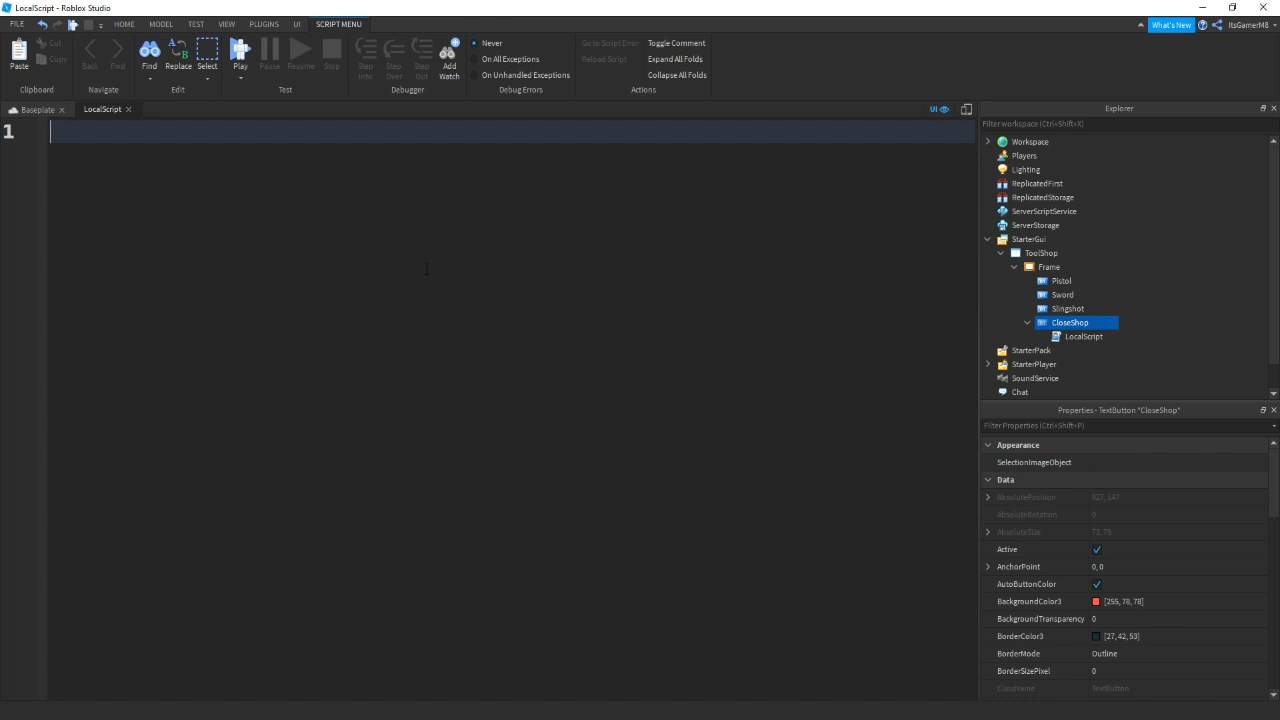 LocalScript - Roblox Studio
FILE HOME MODEL TEST VIEW PLUGINS UI SCRIPT MENU What's New ItsGamerM8
Paste Cut Copy
Back Fwd
Find Replace Select
Play Pause Resume Stop
Step Into Step Over Step Out Add Watch
Never
On All Exceptions
On Unhandled Exceptions
Go to Script Error
Reload Script
Toggle Comment
Expand All Folds
Collapse All Folds
Clipboard Navigate Edit Test Debugger Debug Errors Actions
Baseplate LocalScript UI
1
Explorer
Filter workspace (Ctrl+Shift+X)
Workspace
Players
Lighting
ReplicatedFirst
ReplicatedStorage
ServerScriptService
ServerStorage
StarterGui
ToolShop
Frame
Pistol
Sword
Slingshot
CloseShop
LocalScript
StarterPack
StarterPlayer
SoundService
Chat
Properties - TextButton "CloseShop"
Filter Properties (Ctrl+Shift+P)
Appearance
SelectionImageObject
Data
AbsolutePosition 927, 147
AbsoluteRotation 0
AbsoluteSize 73, 75
Active
AnchorPoint 0, 0
AutoButtonColor
BackgroundColor3 [255, 78, 78]
BackgroundTransparency 0
BorderColor3 [27, 42, 53]
BorderMode Outline
BorderSizePixel 0
ClassName TextButton